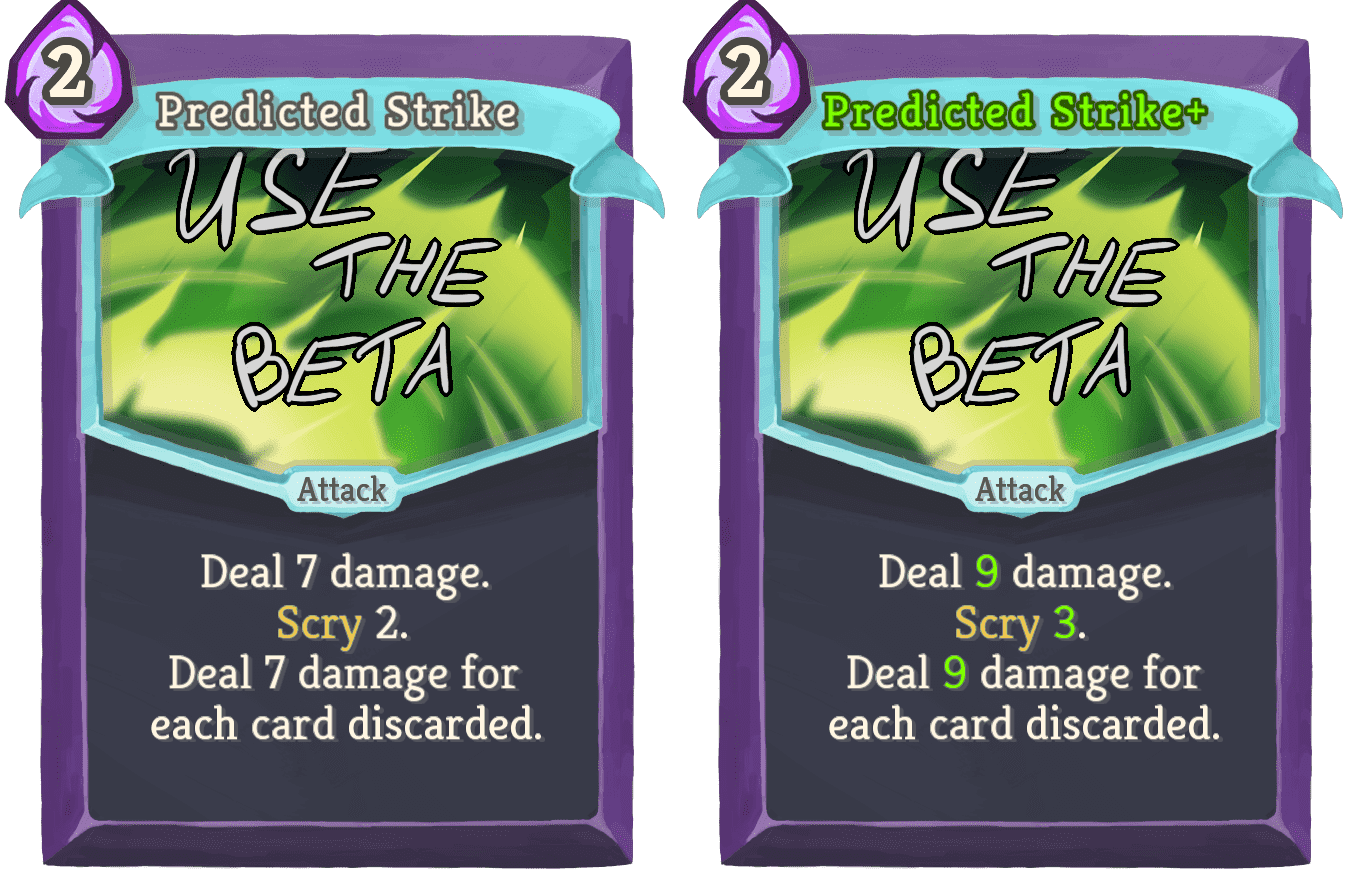 2
Predicted Strike
USE
THE
BETA
Attack
Deal 7 damage.
Scry 2.
Deal 7 damage for
each card discarded.
2
Predicted Strike+
USE
THE
BETA
Attack
Deal 9 damage.
Scry 3.
Deal 9 damage for
each card discarded.